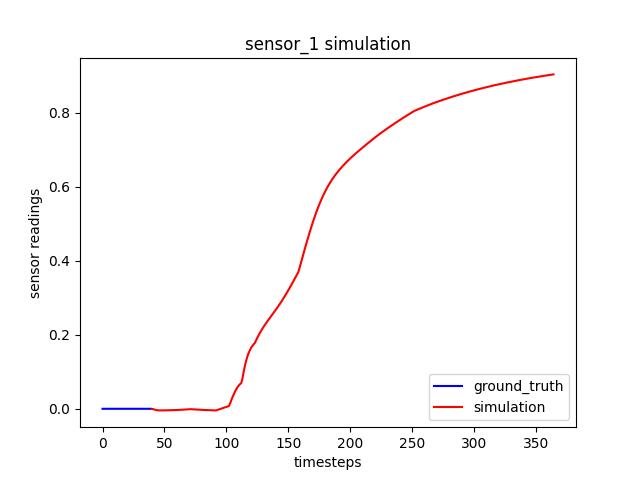 sensor_1 simulation
sensor readings
0.8
0.6
0.4
0.2
0.0
ground_truth
simulation
0 50 100 150 200 250 300 350
timesteps